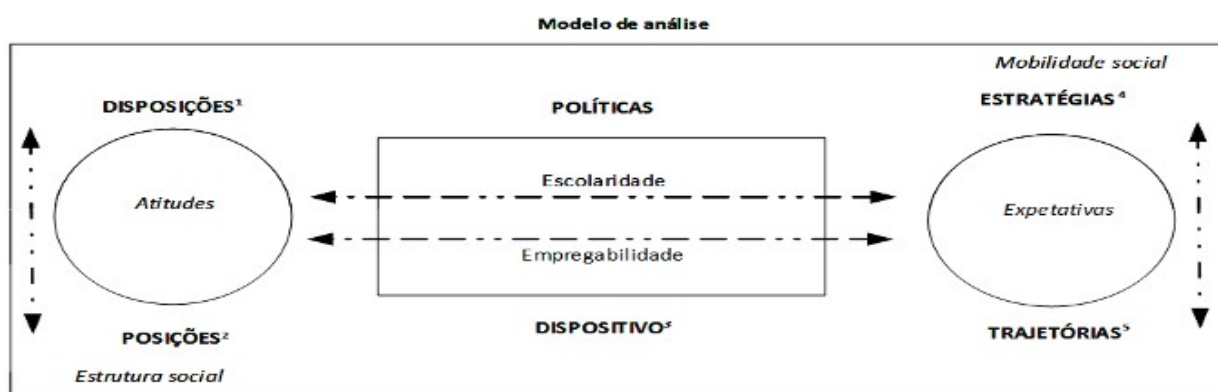 Modelo de análise
Mobilidade social
DISPOSIÇÕES¹
POLÍTICAS
ESTRATÉGIAS⁴
Escolaridade
Atitudes
Expetativas
Empregabilidade
DISPOSITIVO³
POSIÇÕES²
TRAJETÓRIAS⁵
Estrutura social